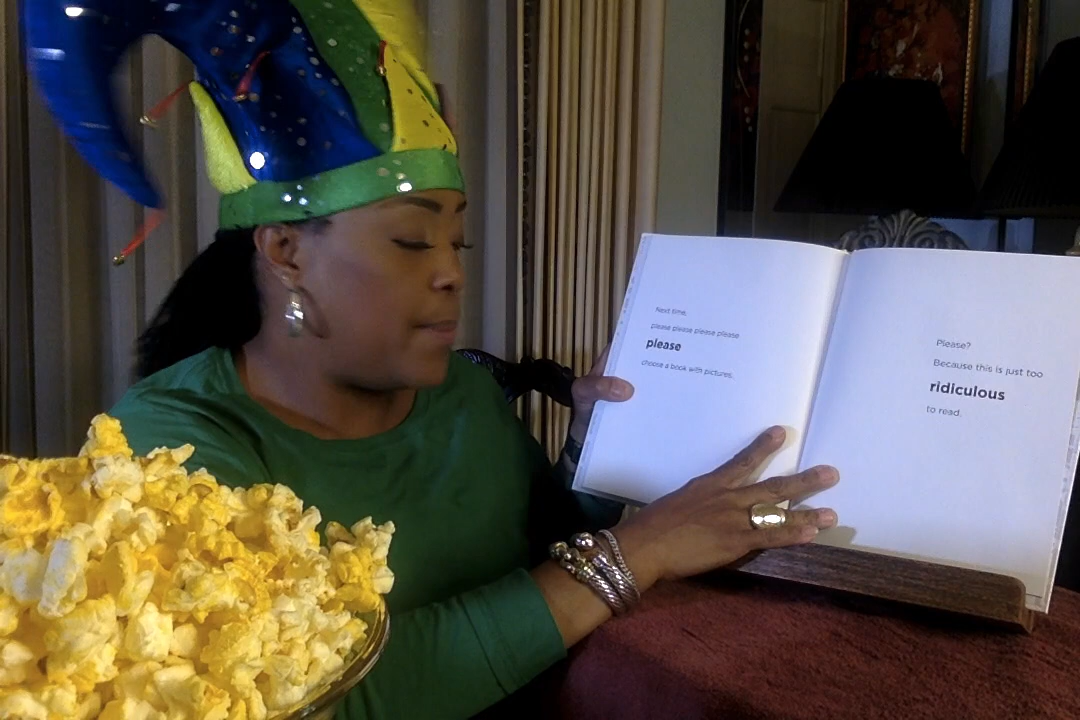 Next time,
please please please please
please
choose a book with pictures.
Please?
Because this is just too
ridiculous
to read.